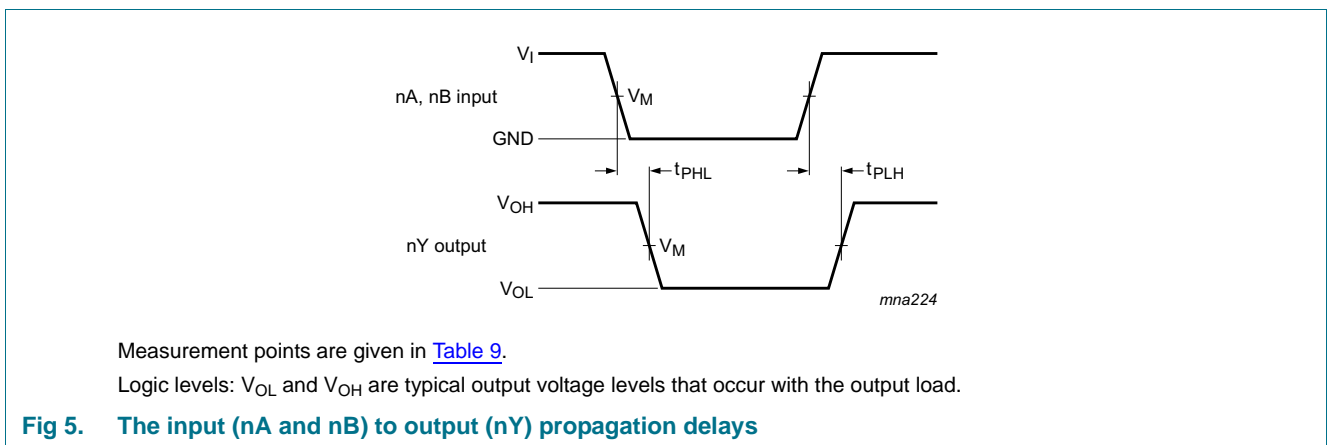 VI
nA, nB input
VM
GND
tPHL
tPLH
VOH
nY output
VM
VOL
mna224
Measurement points are given in Table 9.
Logic levels: VOL and VOH are typical output voltage levels that occur with the output load.
Fig 5. The input (nA and nB) to output (nY) propagation delays